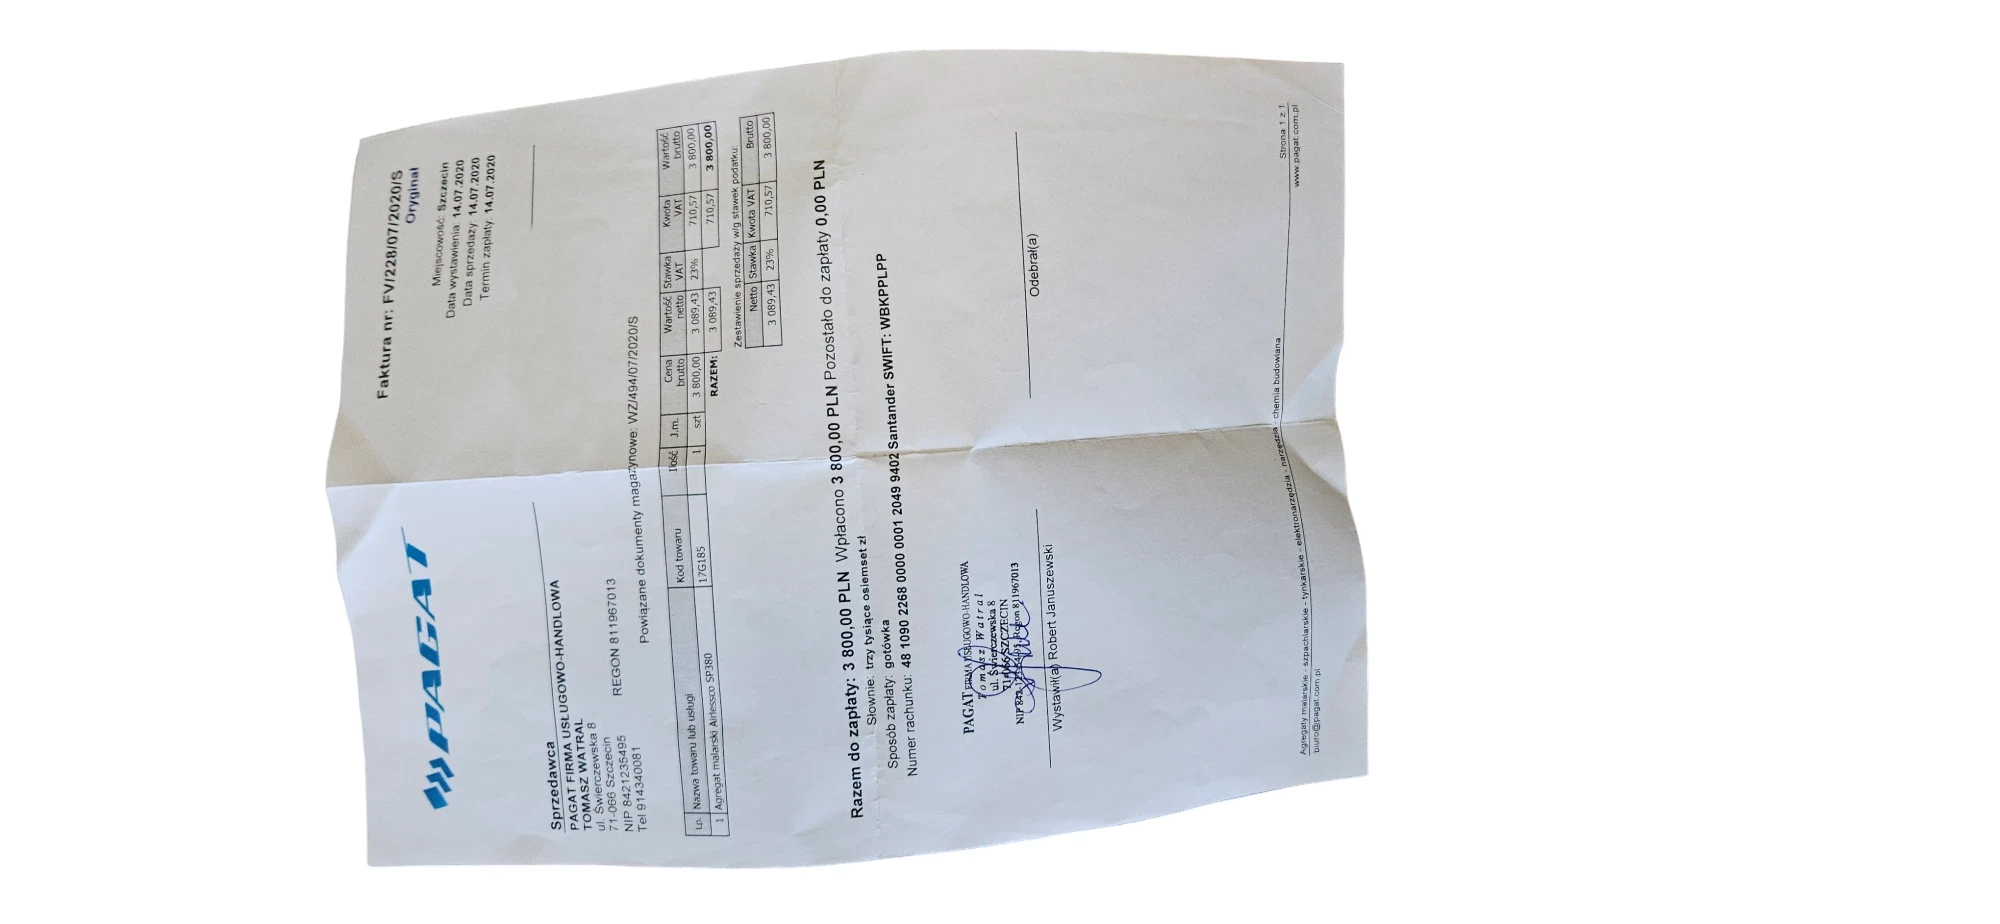 PAGAT
Faktura nr: FV/228/07/2020/S
Oryginał
Miejscowość: Szczecin
Data wystawienia: 14.07.2020
Data sprzedaży: 14.07.2020
Termin zapłaty: 14.07.2020
Sprzedawca
PAGAT FIRMA USŁUGOWO-HANDLOWA
TOMASZ WATRAL
ul. Świerczewska 8
71-066 Szczecin
NIP 8421235495 REGON 811967013
Tel 914340081
Powiązane dokumenty magazynowe: WZ/494/07/2020/S
Lp. Nazwa towaru lub usługi Kod towaru Ilość J.m. Cena brutto Wartość netto Stawka VAT Kwota VAT Wartość brutto
1 Agregat malarski Airlessco SP380 17G185 1 szt 3 800,00 3 089,43 23% 710,57 3 800,00
RAZEM: 3 089,43 710,57 3 800,00
Zestawienie sprzedaży w/g stawek podatku:
Netto Stawka Kwota VAT Brutto
3 089,43 23% 710,57 3 800,00
Razem do zapłaty: 3 800,00 PLN Wpłacono 3 800,00 PLN Pozostało do zapłaty 0,00 PLN
Słownie: trzy tysiące osiemset zł
Sposób zapłaty: gotówka
Numer rachunku: 48 1090 2268 0000 0001 2049 9402 Santander SWIFT: WBKPPLPP
PAGAT FIRMA USŁUGOWO-HANDLOWA
Tomasz Watral
ul. Świerczewska 8
71-066 SZCZECIN
NIP 842-123-54-95, Regon 811967013
Wystawił(a) Robert Januszewski
Odebrał(a)
Agregaty malarskie - szpachlarskie - tynkarskie - elektronarzędzia - narzędzia - chemia budowlana
Strona 1 z 1
biuro@pagat.com.pl
www.pagat.com.pl